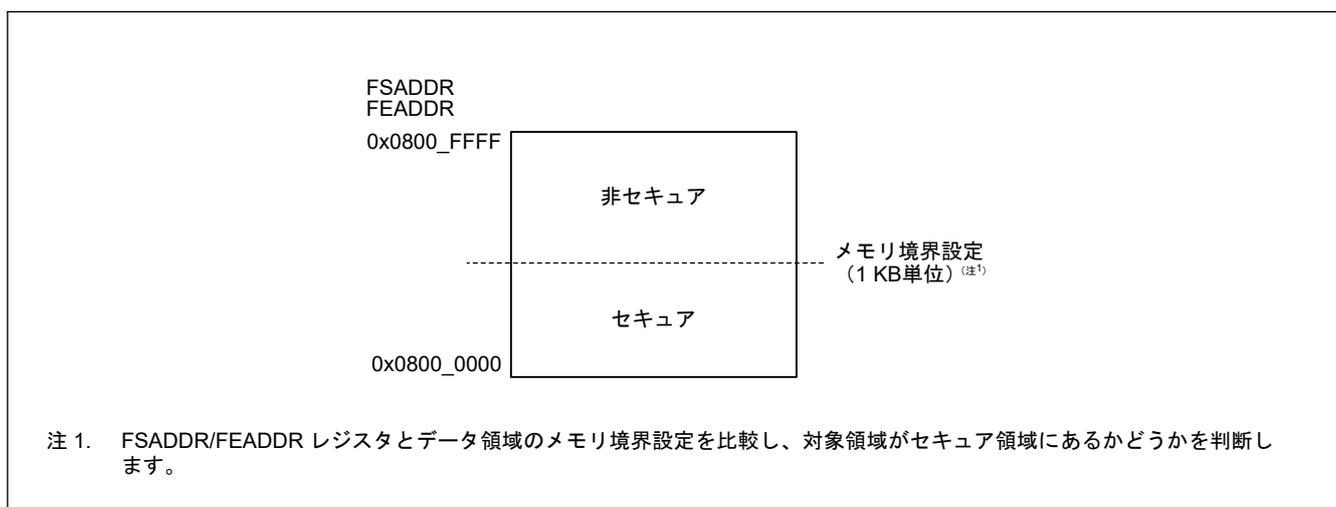 FSADDR
FEADDR
0x0800_FFFF
非セキュア
メモリ境界設定
（1 KB単位）(注1)
セキュア
0x0800_0000
注 1. FSADDR/FEADDR レジスタとデータ領域のメモリ境界設定を比較し、対象領域がセキュア領域にあるかどうかを判断し
ます。